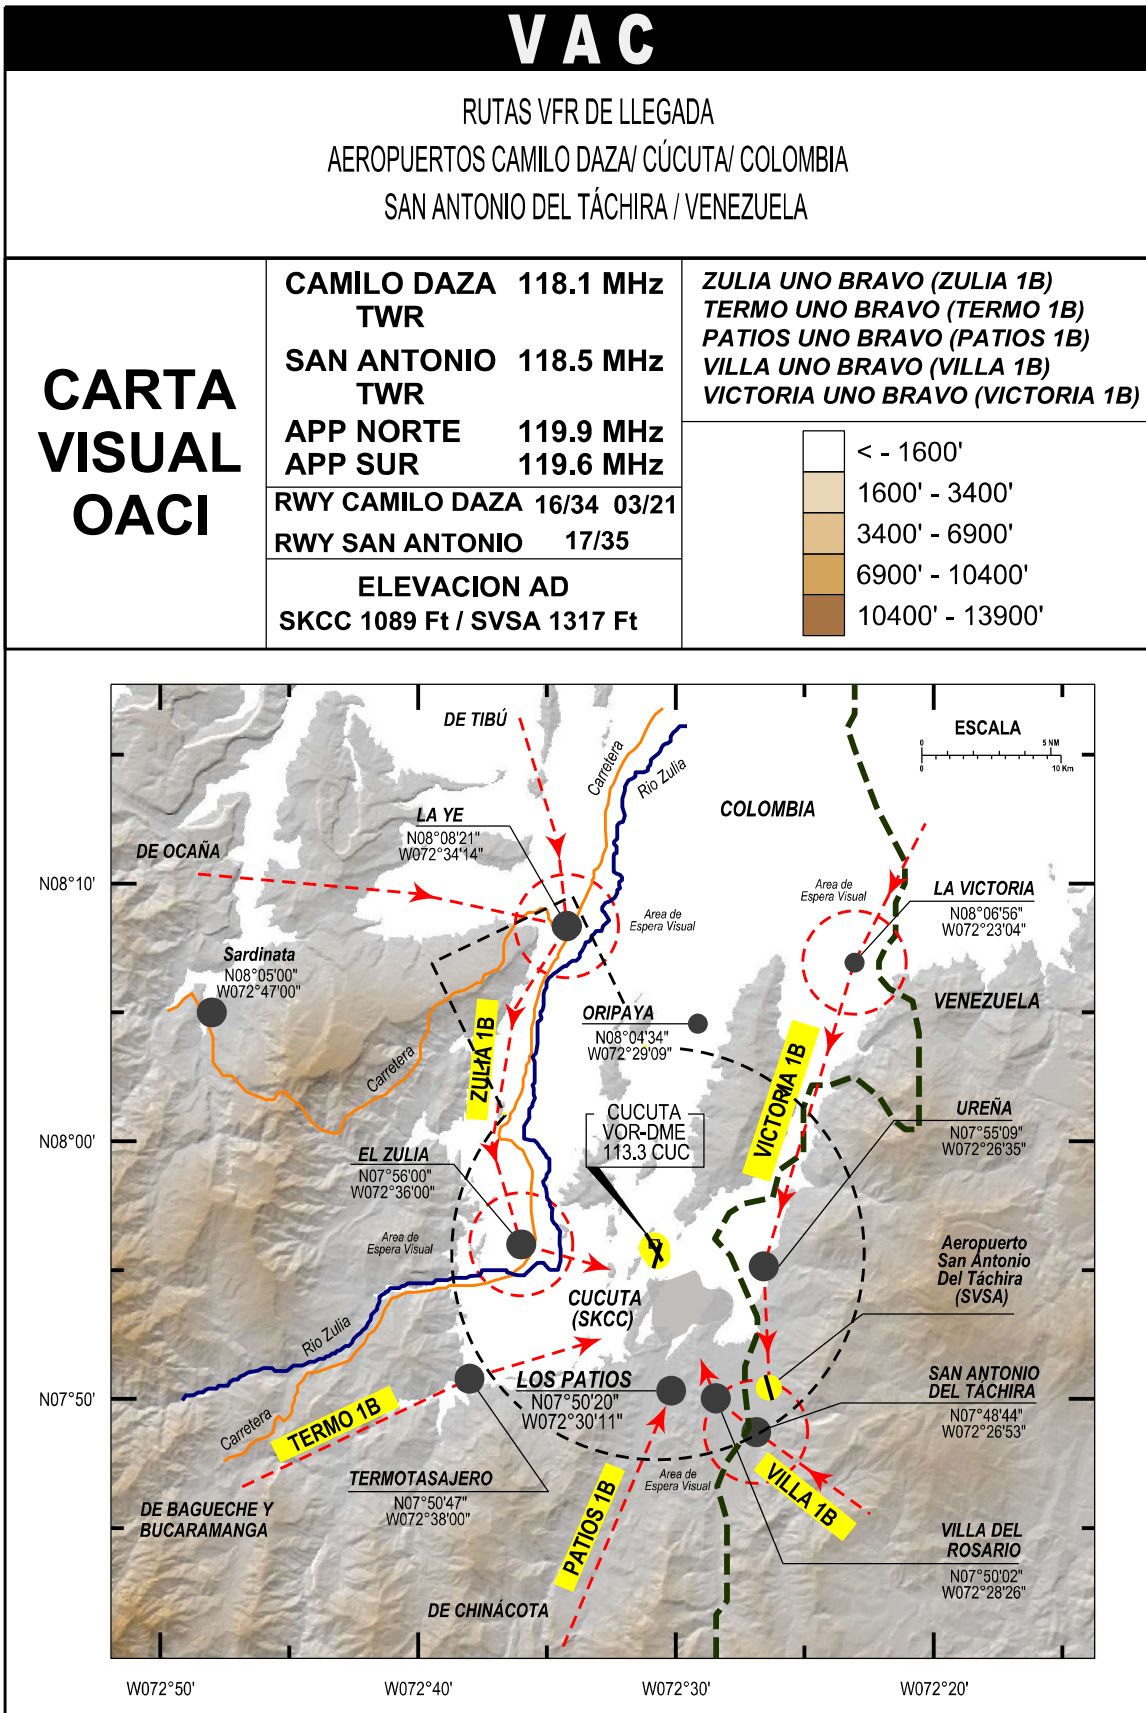 VAC
RUTAS VFR DE LLEGADA
AEROPUERTOS CAMILO DAZA/ CÚCUTA/ COLOMBIA
SAN ANTONIO DEL TÁCHIRA / VENEZUELA
CARTA
VISUAL
OACI
CAMILO DAZA 118.1 MHz
TWR
SAN ANTONIO 118.5 MHz
TWR
APP NORTE 119.9 MHz
APP SUR 119.6 MHz
RWY CAMILO DAZA 16/34 03/21
RWY SAN ANTONIO 17/35
ELEVACION AD
SKCC 1089 Ft / SVSA 1317 Ft
ZULIA UNO BRAVO (ZULIA 1B)
TERMO UNO BRAVO (TERMO 1B)
PATIOS UNO BRAVO (PATIOS 1B)
VILLA UNO BRAVO (VILLA 1B)
VICTORIA UNO BRAVO (VICTORIA 1B)
< - 1600'
1600' - 3400'
3400' - 6900'
6900' - 10400'
10400' - 13900'
DE TIBÚ
Carretera
Rio Zulia
ESCALA
0 5 NM
0 10 Km
COLOMBIA
LA YE
N08°08'21"
W072°34'14"
DE OCAÑA
N08°10'
Area de
Espera Visual
LA VICTORIA
N08°06'56"
W072°23'04"
Area de
Espera Visual
Sardinata
N08°05'00"
W072°47'00"
VENEZUELA
ORIPAYA
N08°04'34"
W072°29'09"
ZULIA 1B
VICTORIA 1B
Carretera
CUCUTA
VOR-DME
113.3 CUC
UREÑA
N07°55'09"
W072°26'35"
N08°00'
EL ZULIA
N07°56'00"
W072°36'00"
Area de
Espera Visual
Aeropuerto
San Antonio
Del Táchira
(SVSA)
CUCUTA
(SKCC)
Rio Zulia
LOS PATIOS
N07°50'20"
W072°30'11"
SAN ANTONIO
DEL TÁCHIRA
N07°48'44"
W072°26'53"
N07°50'
Carretera
TERMO 1B
TERMOTASAJERO
N07°50'47"
W072°38'00"
Area de
Espera Visual
PATIOS 1B
VILLA 1B
DE BAGUECHE Y
BUCARAMANGA
VILLA DEL
ROSARIO
N07°50'02"
W072°28'26"
DE CHINÁCOTA
W072°50'
W072°40'
W072°30'
W072°20'